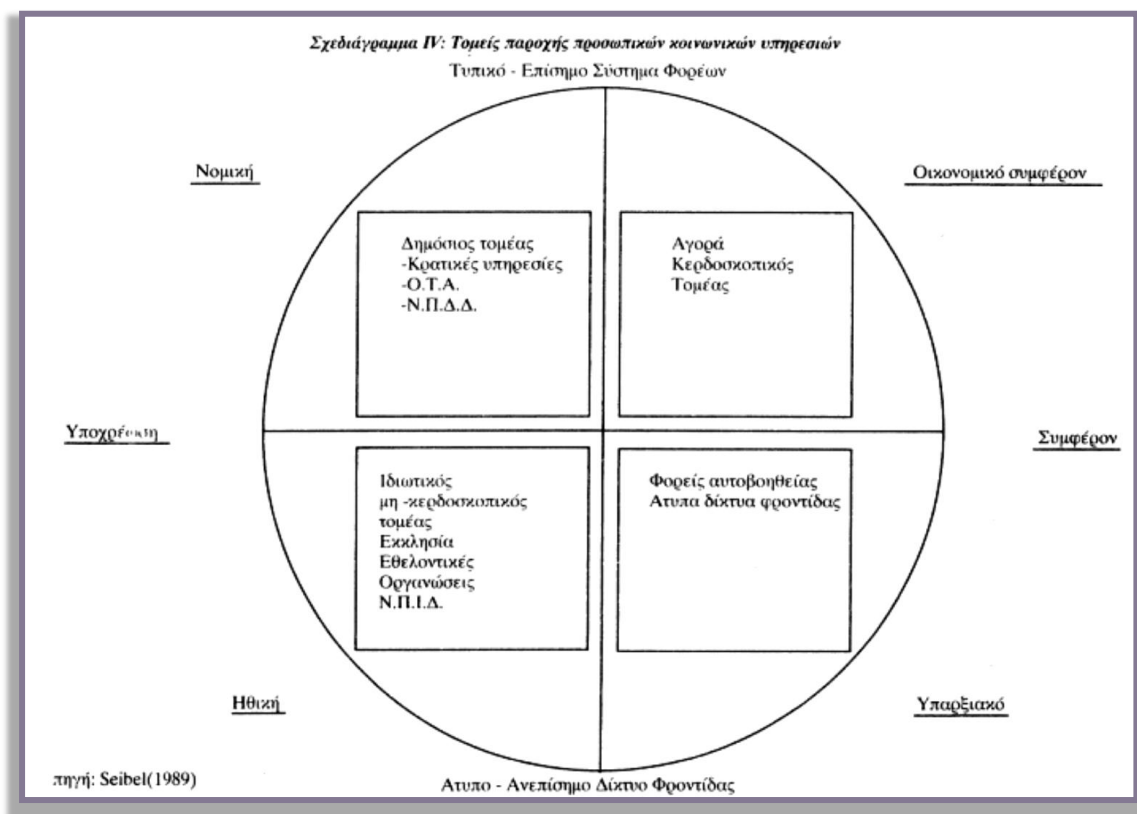 Σχεδιάγραμμα IV: Τομείς παροχής προσωπικών κοινωνικών υπηρεσιών
Τυπικό - Επίσημο Σύστημα Φορέων
Νομική
Οικονομικό συμφέρον
Δημόσιος τομέας
-Κρατικές υπηρεσίες
-Ο.Τ.Α.
-Ν.Π.Δ.Δ.
Αγορά
Κερδοσκοπικός
Τομέας
Υποχρέωση
Συμφέρον
Ιδιωτικός
μη -κερδοσκοπικός
τομέας
Εκκλησία
Εθελοντικές
Οργανώσεις
Ν.Π.Ι.Δ.
Φορείς αυτοβοηθείας
Ατυπα δίκτυα φροντίδας
Ηθική
Υπαρξιακό
πηγή: Seibel(1989)
Ατυπο - Ανεπίσημο Δίκτυο Φροντίδας